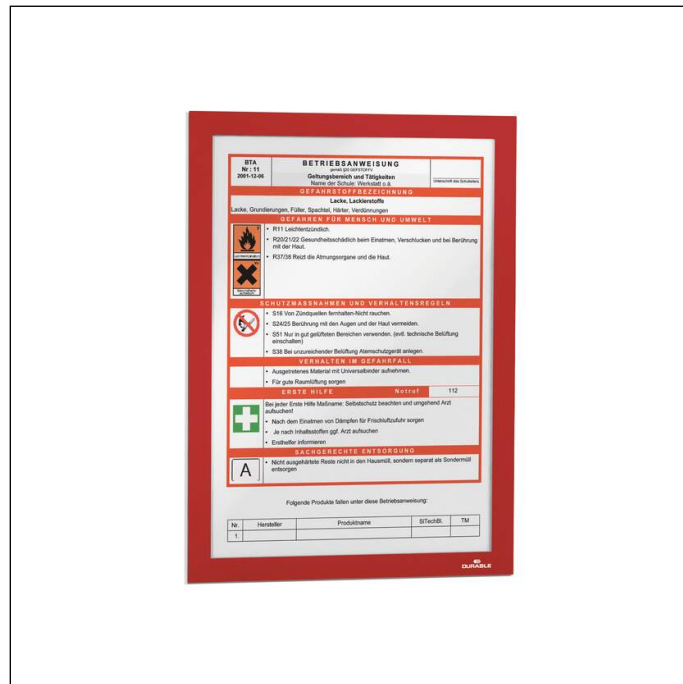 BTA
Nr : 11
2001-12-06
BETRIEBSANWEISUNG
gemäß §20 GEFSTOFFV
Geltungsbereich und Tätigkeiten
Name der Schule: Werkstatt o.ä.
Unterschrift des Schulleiters
GEFAHRSTOFFBEZEICHNUNG
Lacke, Lackierstoffe
Lacke, Grundierungen, Füller, Spachtel, Härter, Verdünnungen
GEFAHREN FÜR MENSCH UND UMWELT
• R11 Leichtentzündlich.
• R20/21/22 Gesundheitsschädlich beim Einatmen, Verschlucken und bei Berührung
mit der Haut.
• R37/38 Reizt die Atmungsorgane und die Haut.
SCHUTZMASSNAHMEN UND VERHALTENSREGELN
• S16 Von Zündquellen fernhalten-Nicht rauchen.
• S24/25 Berührung mit den Augen und der Haut vermeiden.
• S51 Nur in gut gelüfteten Bereichen verwenden. (evtl. technische Belüftung
einschalten)
• S38 Bei unzureichender Belüftung Atemschutzgerät anlegen.
VERHALTEN IM GEFAHRFALL
• Ausgetretenes Material mit Universalbinder aufnehmen.
• Für gute Raumlüftung sorgen
ERSTE HILFE Notruf 112
Bei jeder Erste Hilfe Maßname: Selbstschutz beachten und umgehend Arzt
aufsuchen!
• Nach dem Einatmen von Dämpfen für Frischluftzufuhr sorgen
• Je nach Inhaltsstoffen ggf. Arzt aufsuchen
• Ersthelfer informieren
SACHGERECHTE ENTSORGUNG
A
• Nicht ausgehärtete Reste nicht in den Hausmüll, sondern separat als Sondermüll
entsorgen
Folgende Produkte fallen unter diese Betriebsanweisung:
Nr. Hersteller Produktname SITechBl. TM
1.
DURABLE